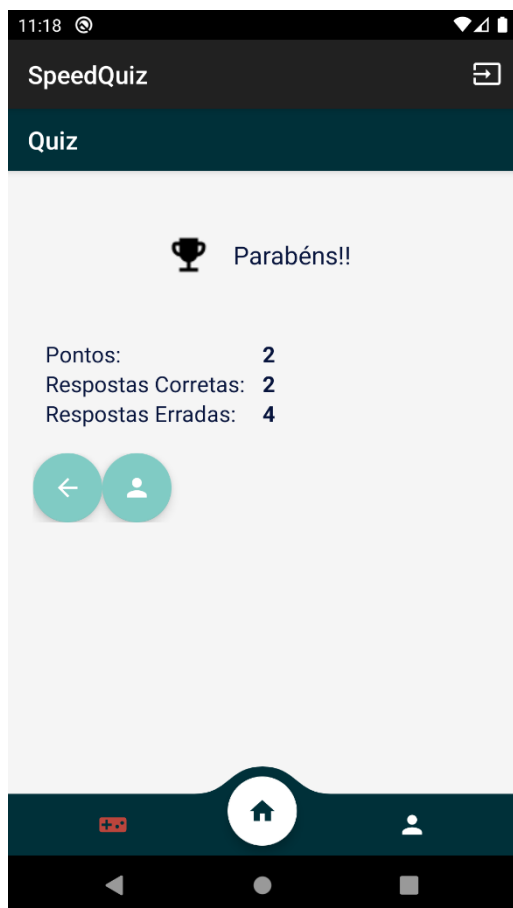 11:18
SpeedQuiz
Quiz
Parabéns!!
Pontos: 2
Respostas Corretas: 2
Respostas Erradas: 4